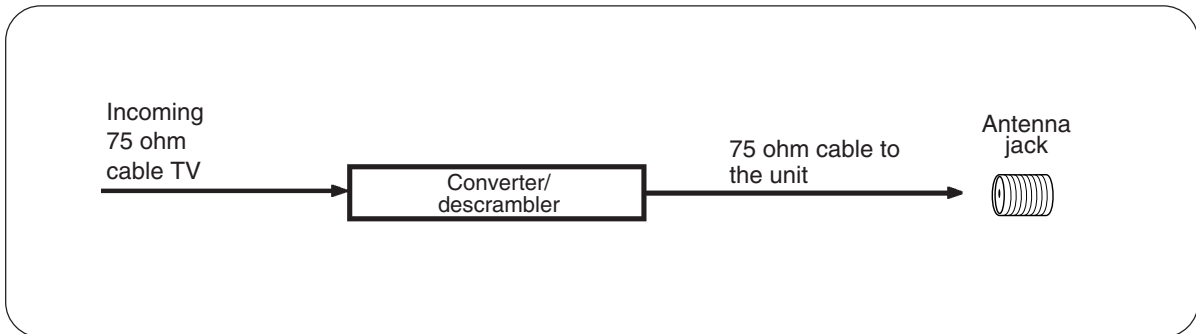 Incoming
75 ohm
cable TV
Converter/
descrambler
75 ohm cable to
the unit
Antenna
jack